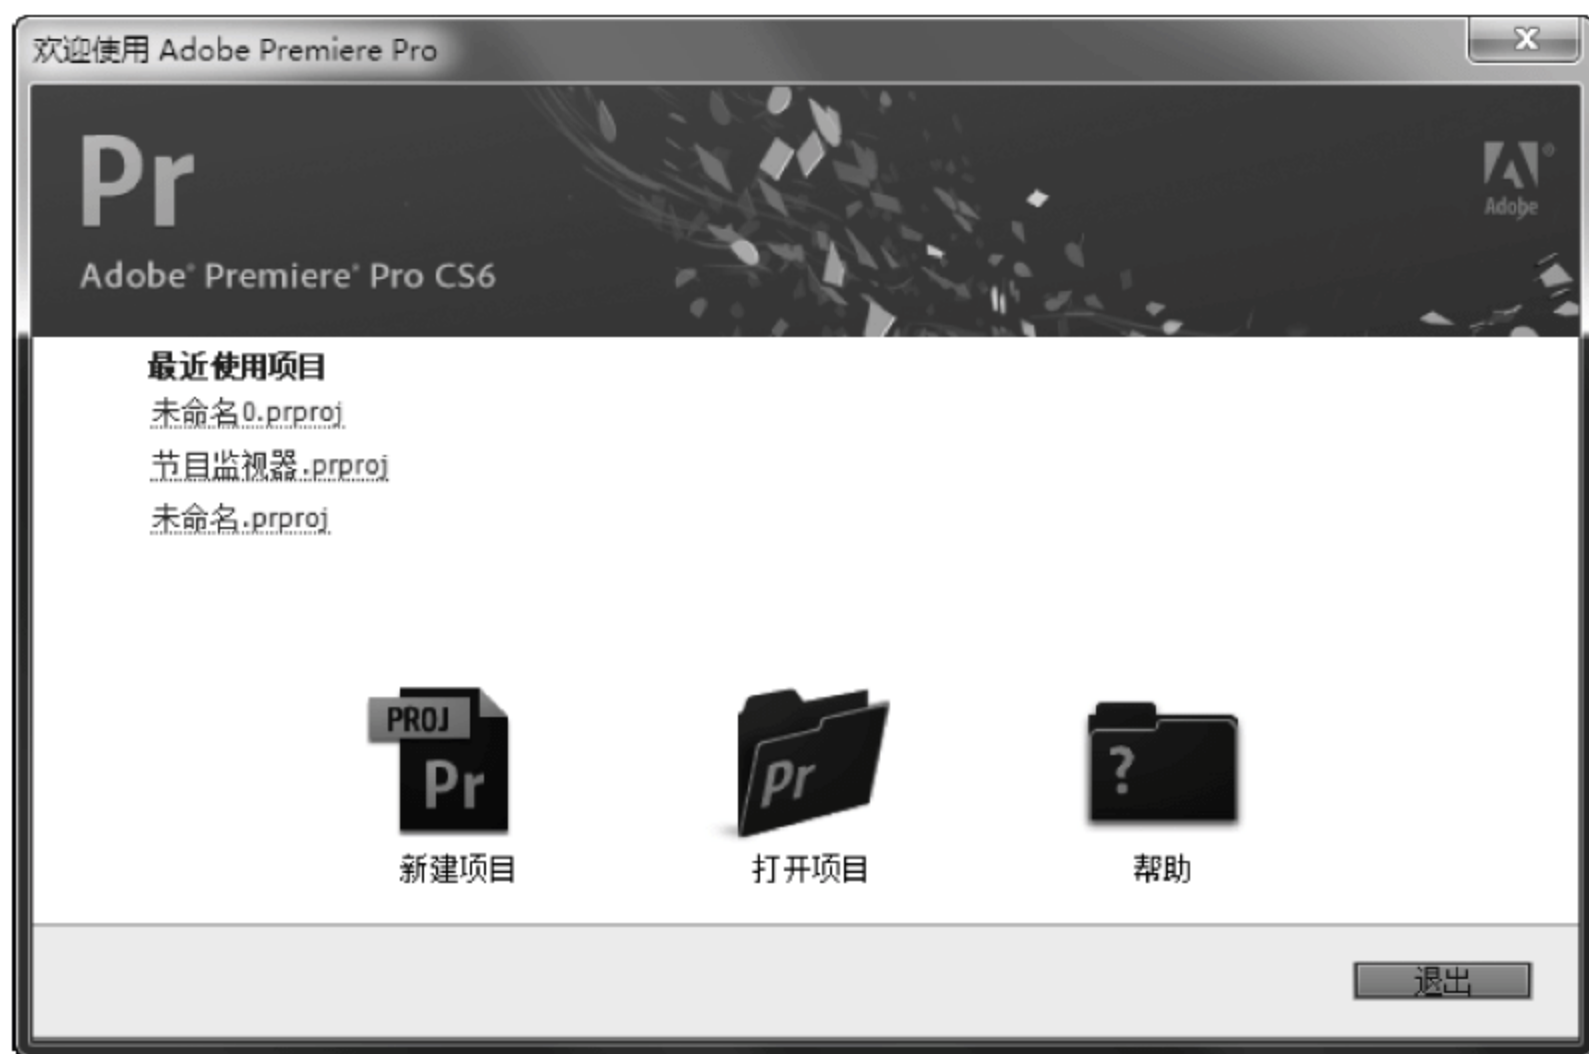 欢迎使用 Adobe Premiere Pro
x
Pr
Adobe® Premiere® Pro CS6
Adobe®
最近使用项目
未命名0.prproj
节目监视器.prproj
未命名.prproj
PROJ
Pr
Pr
?
新建项目
打开项目
帮助
退出